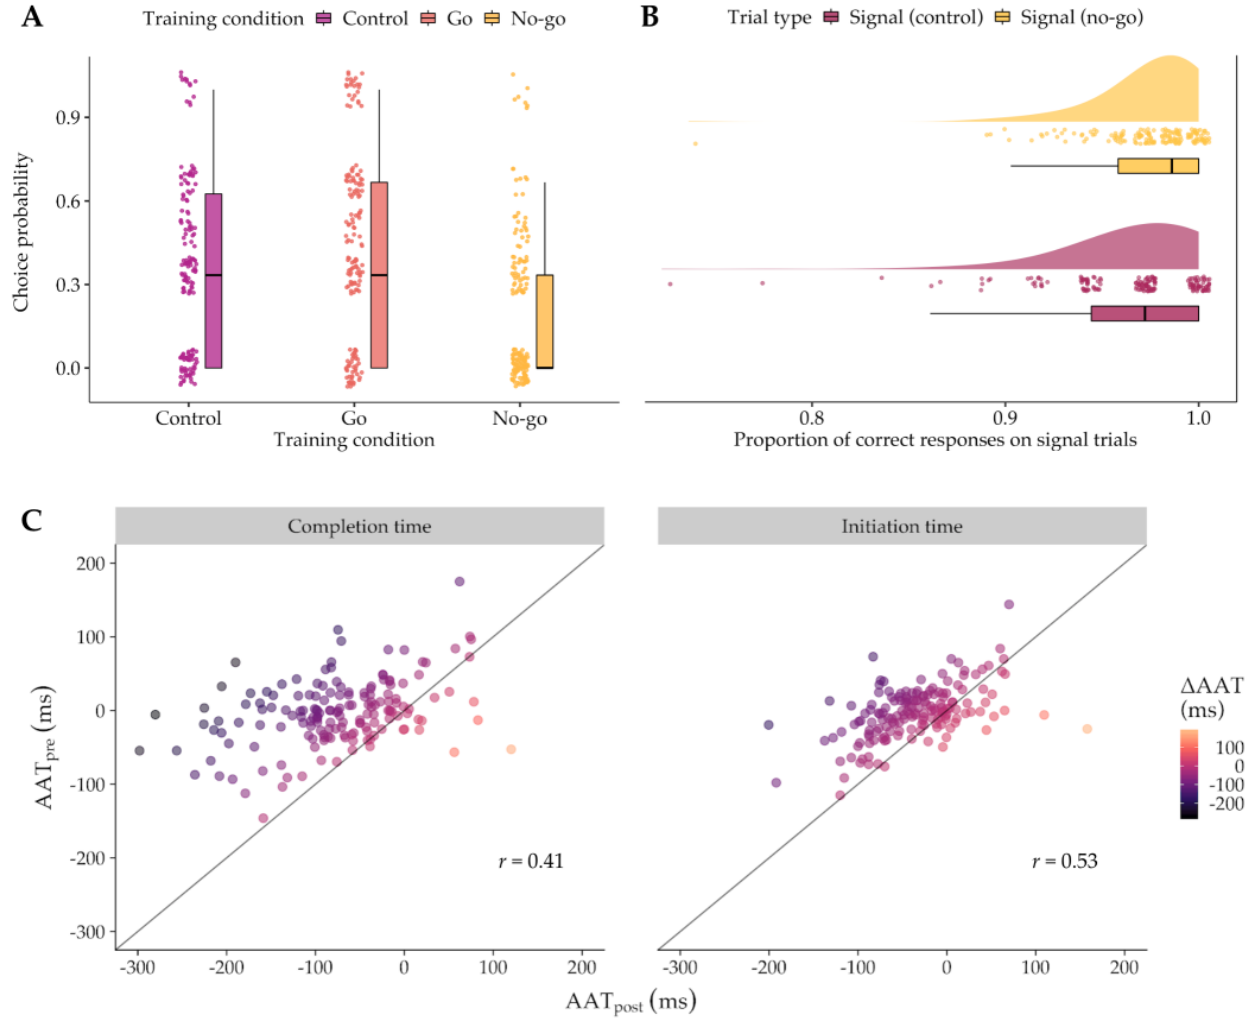 A Training condition Control Go No-go
B Trial type Signal (control) Signal (no-go)
Choice probability
0.9
0.6
0.3
0.0
Control Go No-go
Training condition
0.8 0.9 1.0
Proportion of correct responses on signal trials
C
Completion time Initiation time
AATpre (ms)
200
100
0
-100
-200
-300
r = 0.41
r = 0.53
-300 -200 -100 0 100 200
-300 -200 -100 0 100 200
AATpost (ms)
ΔAAT
(ms)
100
0
-100
-200